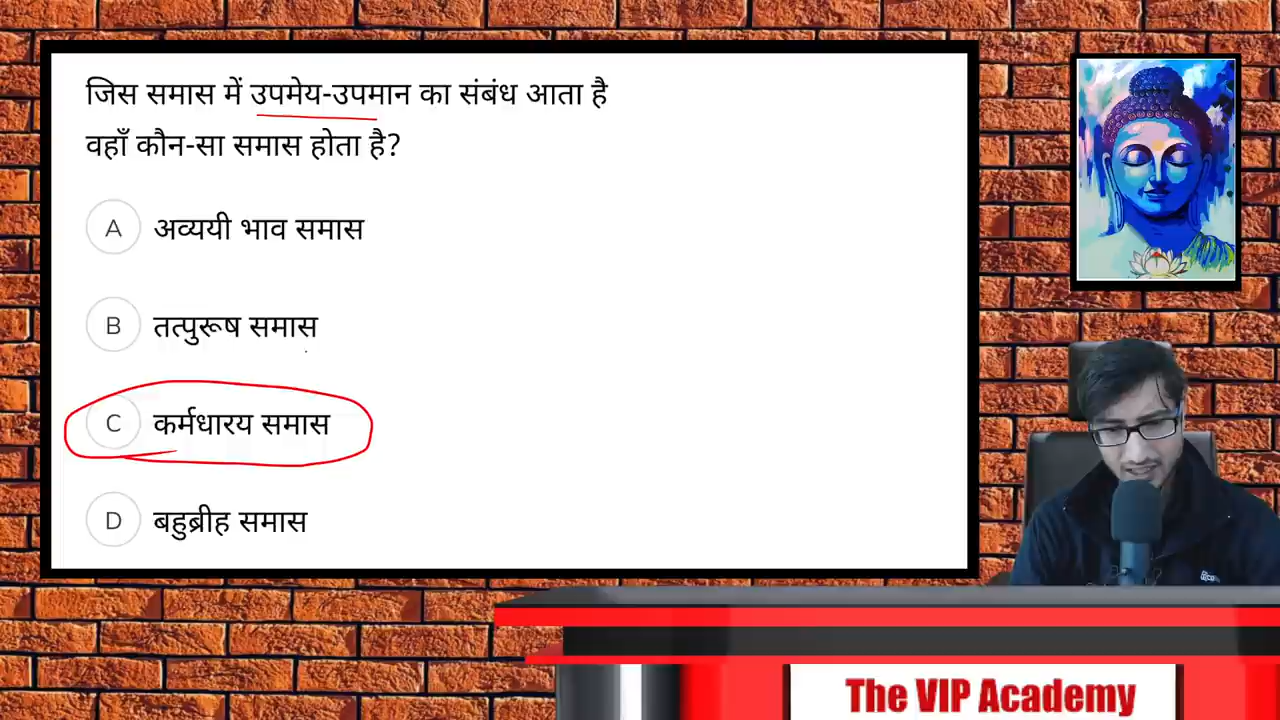 जिस समास में उपमेय-उपमान का संबंध आता है
वहाँ कौन-सा समास होता है?
A अव्ययी भाव समास
B तत्पुरूष समास
C कर्मधारय समास
D बहुब्रीह समास
The VIP Academy